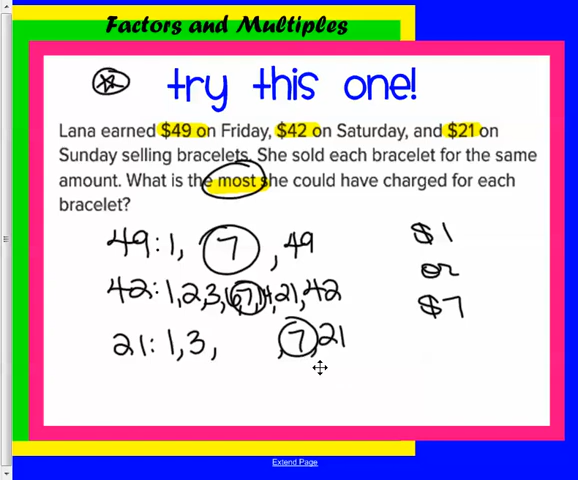 Factors and Multiples
try this one!
Lana earned $49 on Friday, $42 on Saturday, and $21 on
Sunday selling bracelets. She sold each bracelet for the same
amount. What is the most she could have charged for each
bracelet?
49: 1, 7, 49
$1
or
$7
42: 1,2,3,6,7,14,21,42
21: 1,3, ,7,21
Extend Page